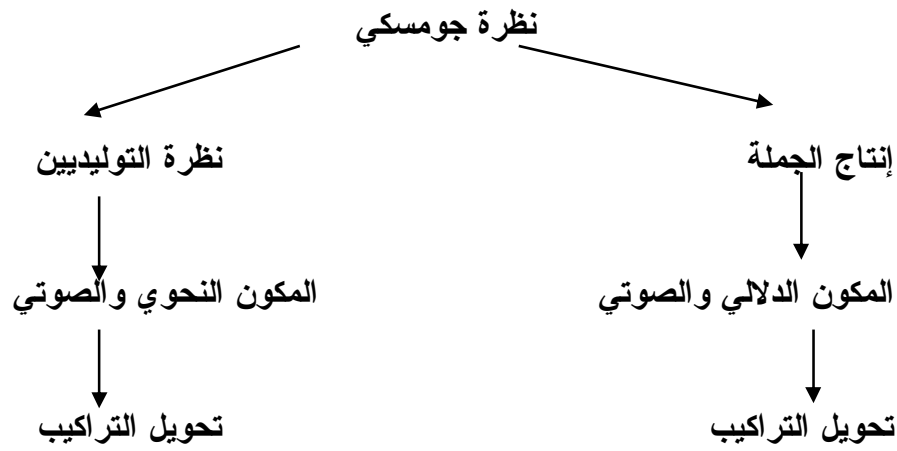 نظرة جومسكي
إنتاج الجملة نظرة التوليديين
المكون الدلالي والصوتي المكون النحوي والصوتي
تحويل التراكيب تحويل التراكيب